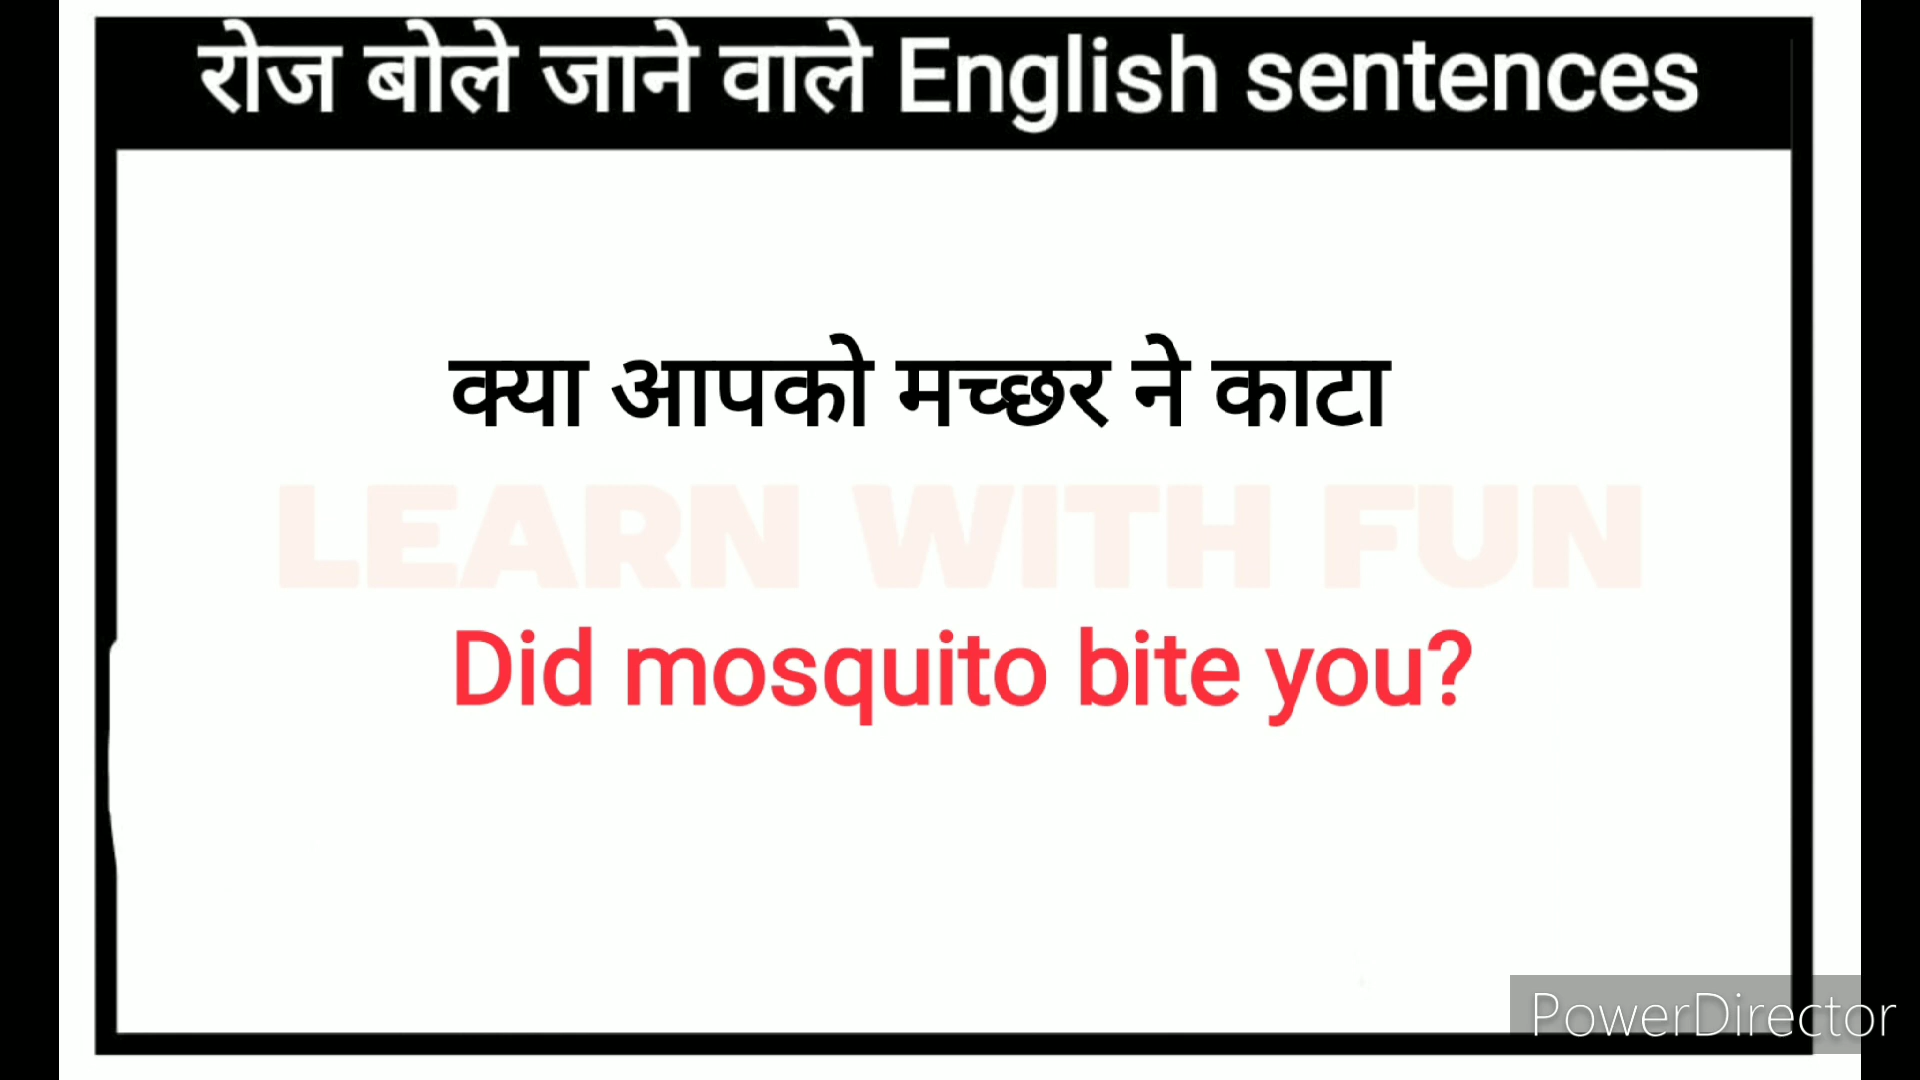 रोज बोले जाने वाले English sentences
क्या आपको मच्छर ने काटा
LEARN WITH FUN
Did mosquito bite you?
PowerDirector